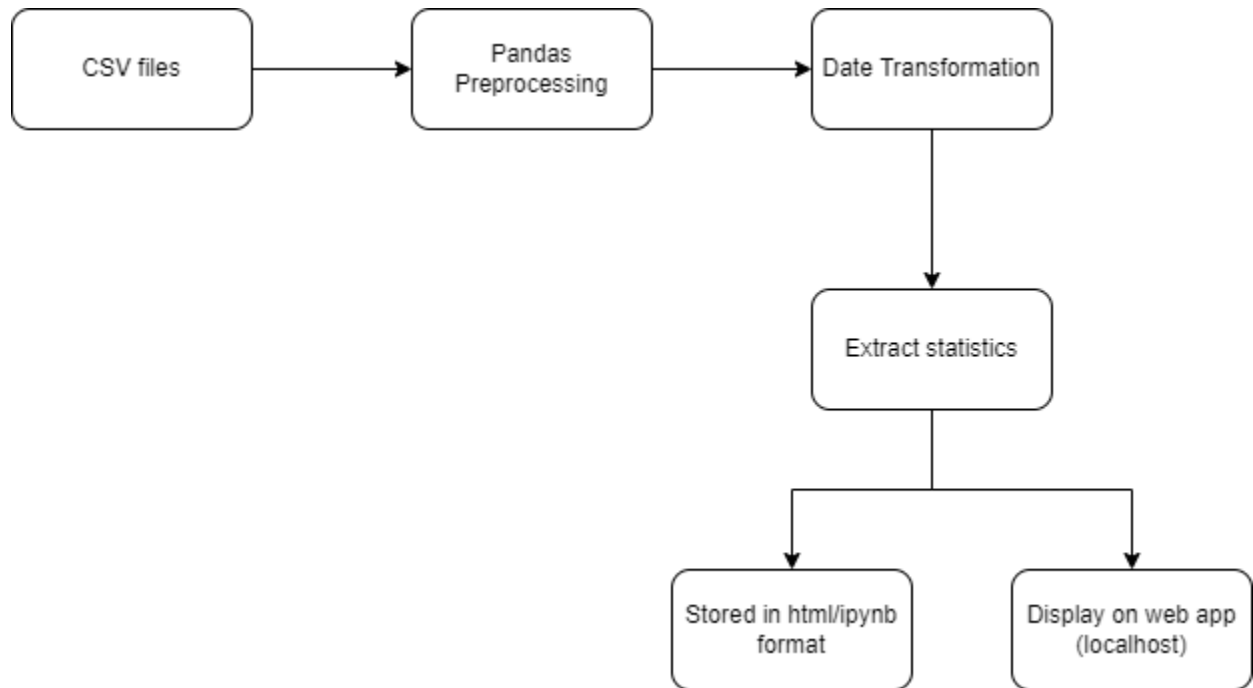 CSV files
Pandas
Preprocessing
Date Transformation
Extract statistics
Stored in html/ipynb
format
Display on web app
(localhost)